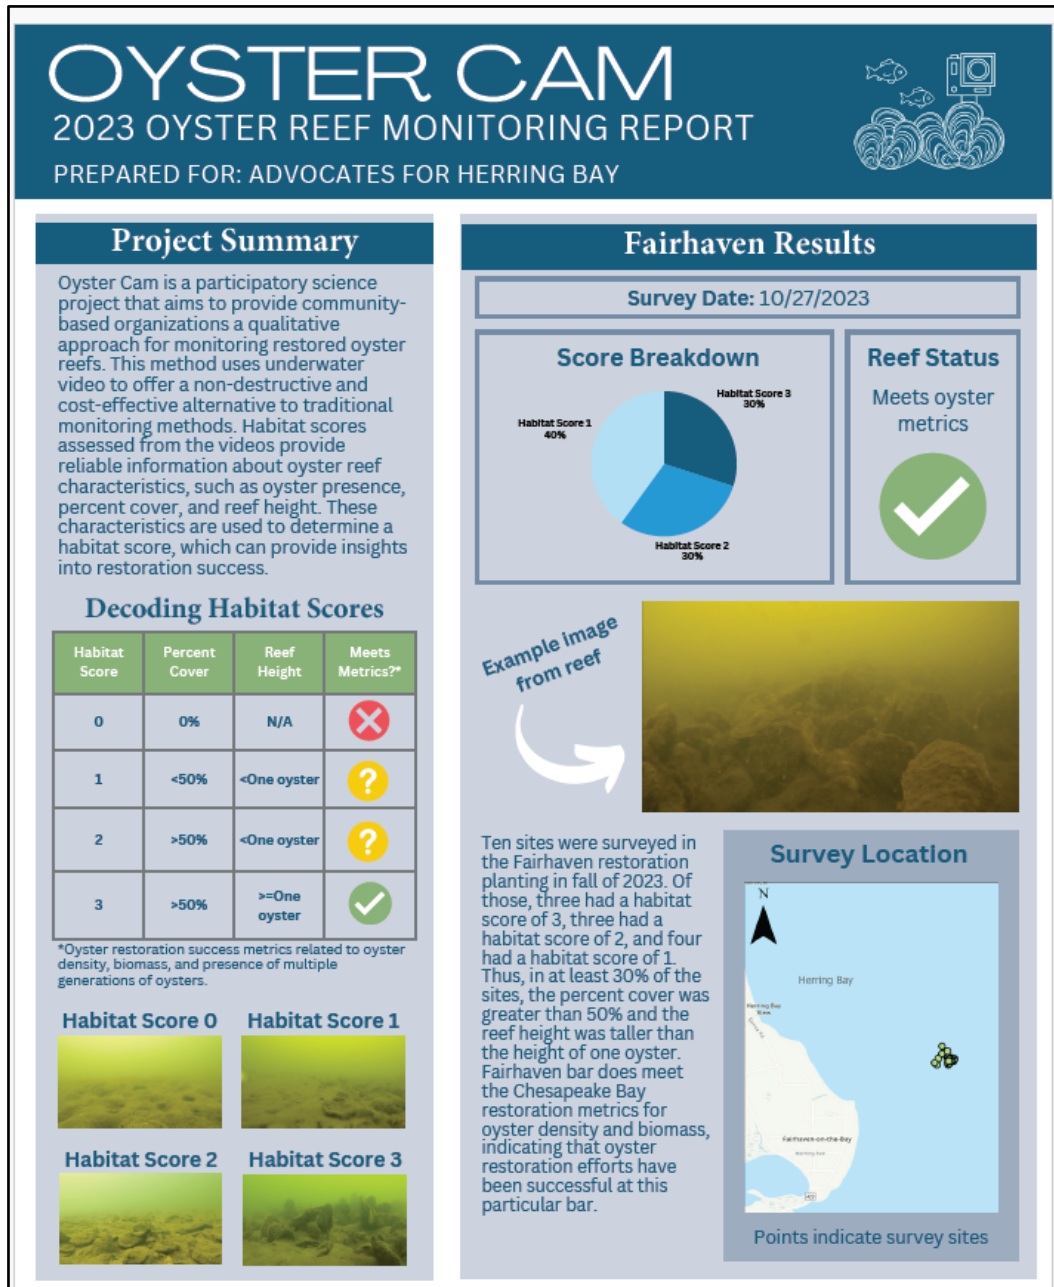 OYSTER CAM
2023 OYSTER REEF MONITORING REPORT
PREPARED FOR: ADVOCATES FOR HERRING BAY
Project Summary
Oyster Cam is a participatory science
project that aims to provide community-
based organizations a qualitative
approach for monitoring restored oyster
reefs. This method uses underwater
video to offer a non-destructive and
cost-effective alternative to traditional
monitoring methods. Habitat scores
assessed from the videos provide
reliable information about oyster reef
characteristics, such as oyster presence,
percent cover, and reef height. These
characteristics are used to determine a
habitat score, which can provide insights
into restoration success.
Decoding Habitat Scores
Habitat Score Percent Cover Reef Height Meets Metrics?*
0 0% N/A
1 <50% <One oyster ?
2 >50% <One oyster ?
3 >50% >=One oyster
*Oyster restoration success metrics related to oyster
density, biomass, and presence of multiple
generations of oysters.
Habitat Score 0 Habitat Score 1
Habitat Score 2 Habitat Score 3
Fairhaven Results
Survey Date: 10/27/2023
Score Breakdown
Habitat Score 3
30%
Habitat Score 1
40%
Habitat Score 2
30%
Reef Status
Meets oyster
metrics
Example image
from reef
Ten sites were surveyed in
the Fairhaven restoration
planting in fall of 2023. Of
those, three had a habitat
score of 3, three had a
habitat score of 2, and four
had a habitat score of 1.
Thus, in at least 30% of the
sites, the percent cover was
greater than 50% and the
reef height was taller than
the height of one oyster.
Fairhaven bar does meet
the Chesapeake Bay
restoration metrics for
oyster density and biomass,
indicating that oyster
restoration efforts have
been successful at this
particular bar.
Survey Location
N
Herring Bay
Herring Bay
Fairhaven-on-the-Bay
Points indicate survey sites